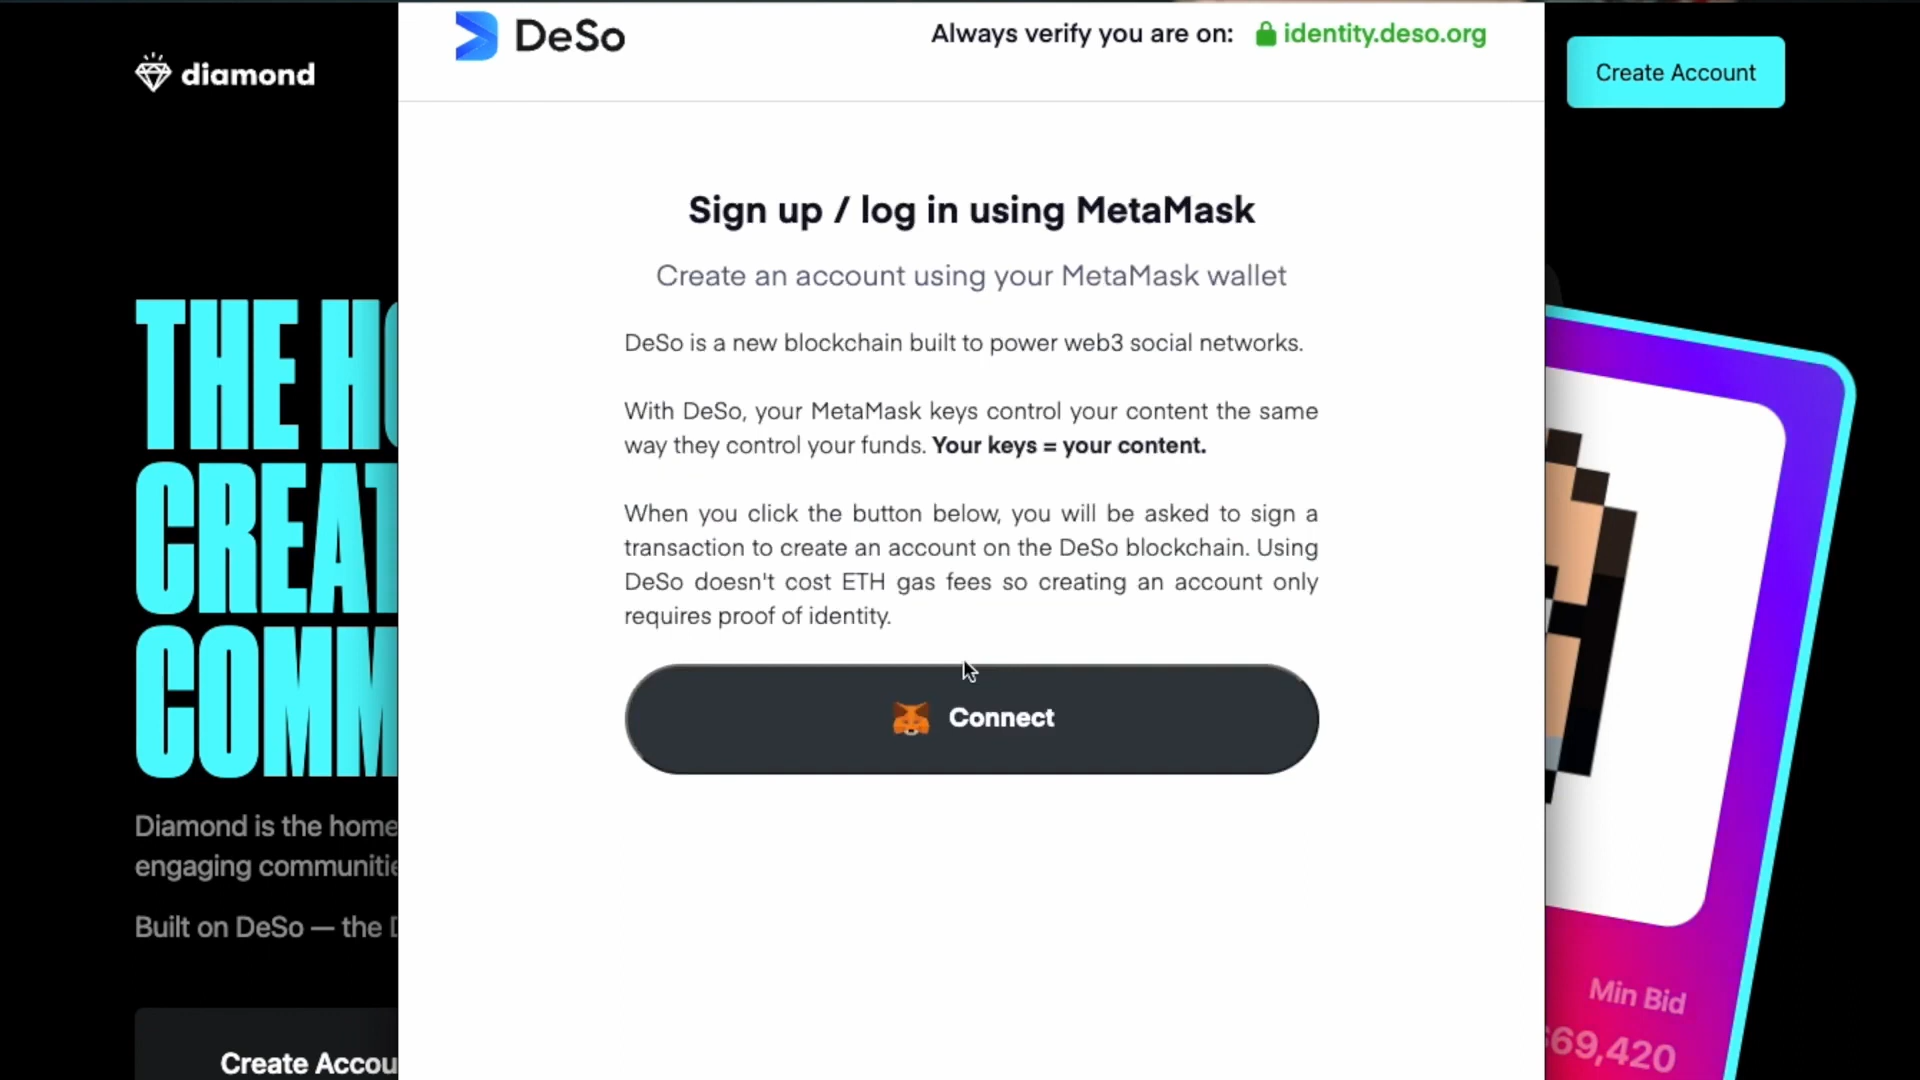 diamond
DeSo
Always verify you are on: identity.deso.org
Create Account
Sign up / log in using MetaMask
Create an account using your MetaMask wallet
DeSo is a new blockchain built to power web3 social networks.
With DeSo, your MetaMask keys control your content the same
way they control your funds. Your keys = your content.
When you click the button below, you will be asked to sign a
transaction to create an account on the DeSo blockchain. Using
DeSo doesn't cost ETH gas fees so creating an account only
requires proof of identity.
Connect
THE
CREAT
COMM
Diamond is the home
engaging
Built on DeSo — the
Create
Min Bid
69,420